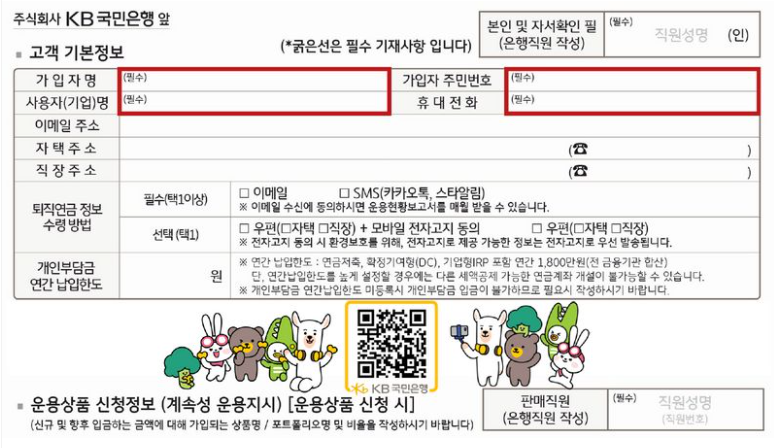 주식회사 KB 국민은행 앞
본인 및 자서확인 필 (필수) 직원성명 (인)
(은행직원 작성)
▪ 고객 기본정보 (*굵은선은 필수 기재사항 입니다)
가 입 자 명 (필수) 가입자 주민번호 (필수)
사용자(기업)명 (필수) 휴 대 전 화 (필수)
이메일 주소
자 택 주 소 (☎ )
직 장 주 소 (☎ )
퇴직연금 정보
수령 방법
필수(택1이상) □ 이메일 □ SMS(카카오톡, 스타알림)
※ 이메일 수신에 동의하시면 운용현황보고서를 매월 받을 수 있습니다.
선택 (택1) □ 우편(□자택 □직장) + 모바일 전자고지 동의 □ 우편(□자택 □직장)
※ 전자고지 동의 시 환경보호를 위해, 전자고지로 제공 가능한 정보는 전자고지로 우선 발송됩니다.
개인부담금
연간 납입한도
원
※ 연간 납입한도 : 연금저축, 확정기여형(DC), 기업형IRP 포함 연간 1,800만원(전 금융기관 합산)
단, 연간납입한도를 높게 설정할 경우에는 다른 세액공제 가능한 연금계좌 개설이 불가능할 수 있습니다.
※ 개인부담금 연간납입한도 미등록시 개인부담금 입금이 불가하므로 필요시 작성하시기 바랍니다.
KB 국민은행
▪ 운용상품 신청정보 (계속성 운용지시) [운용상품 신청 시]
(신규 및 향후 입금하는 금액에 대해 가입되는 상품명 / 포트폴리오명 및 비율을 작성하시기 바랍니다)
판매직원 (필수) 직원성명
(은행직원 작성) (직원번호)